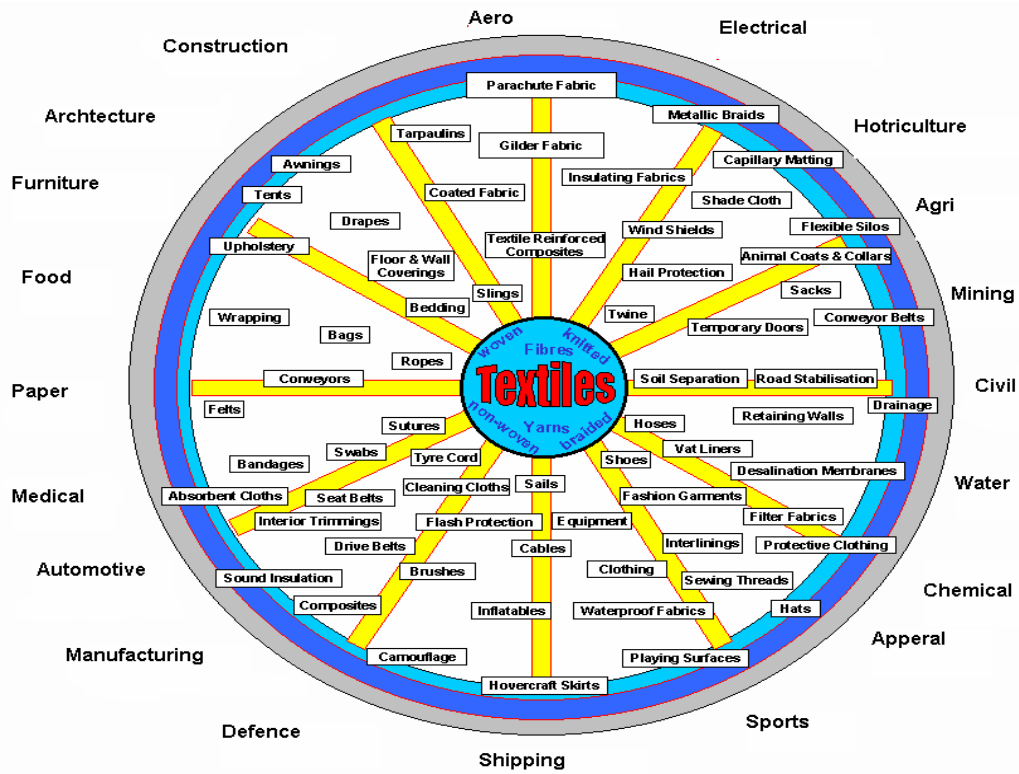 Aero
Electrical
Construction
Archtecture
Hotriculture
Furniture
Agri
Food
Mining
Paper
Civil
Medical
Water
Automotive
Chemical
Manufacturing
Apperal
Defence
Sports
Shipping
Parachute Fabric
Metallic Braids
Tarpaulins
Gilder Fabric
Capillary Matting
Awnings
Insulating Fabrics
Tents
Coated Fabric
Shade Cloth
Drapes
Flexible Silos
Wind Shields
Upholstery
Textile Reinforced
Composites
Animal Coats & Collars
Floor & Wall
Coverings
Hail Protection
Slings
Sacks
Bedding
Twine
Wrapping
Conveyor Belts
Bags
Temporary Doors
Ropes
woven
knitted
Fibres
Textiles
non-woven
Yarns
braided
Conveyors
Soil Separation
Road Stabilisation
Felts
Drainage
Retaining Walls
Sutures
Hoses
Swabs
Vat Liners
Tyre Cord
Shoes
Bandages
Desalination Membranes
Cleaning Cloths
Sails
Absorbent Cloths
Seat Belts
Fashion Garments
Interior Trimmings
Flash Protection
Equipment
Filter Fabrics
Drive Belts
Cables
Interlinings
Protective Clothing
Sound Insulation
Brushes
Clothing
Sewing Threads
Composites
Inflatables
Waterproof Fabrics
Hats
Camouflage
Playing Surfaces
Hovercraft Skirts